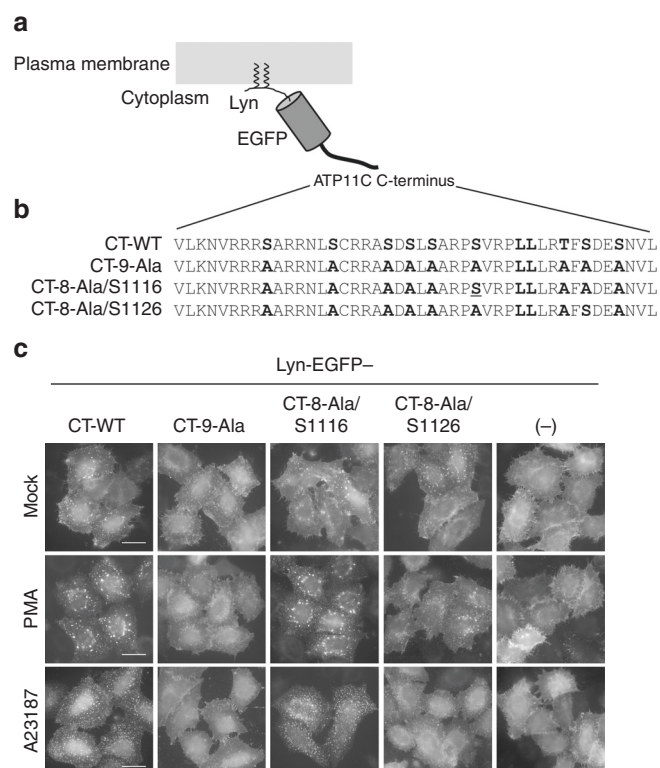 a
Plasma membrane
Cytoplasm
Lyn
EGFP
ATP11C C-terminus
b
CT-WT VLKNVRRRSARRNLSCRRASDSLSARPSVRPLLLRTFSDESNVL
CT-9-Ala VLKNVRRRAARRNLACRRAADALAARPAVRPLLLRAFADEANVL
CT-8-Ala/S1116 VLKNVRRRAARRNLACRRAADALAARPSVRPLLLRAFADEANVL
CT-8-Ala/S1126 VLKNVRRRAARRNLACRRAADALAARPAVRPLLLRAFSDEANVL
c
Lyn-EGFP–
CT-WT CT-9-Ala CT-8-Ala/ S1116 CT-8-Ala/ S1126 (–)
Mock
PMA
A23187